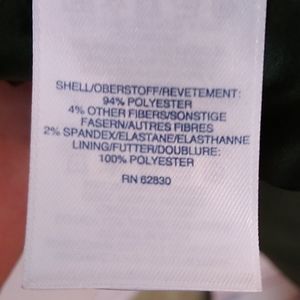 SHELL/OBERSTOFF/REVETEMENT:
94% POLYESTER
4% OTHER FIBERS/SONSTIGE
FASERN/AUTRES FIBRES
2% SPANDEX/ELASTANE/ELASTHANNE
LINING/FUTTER/DOUBLURE:
100% POLYESTER
RN 62830